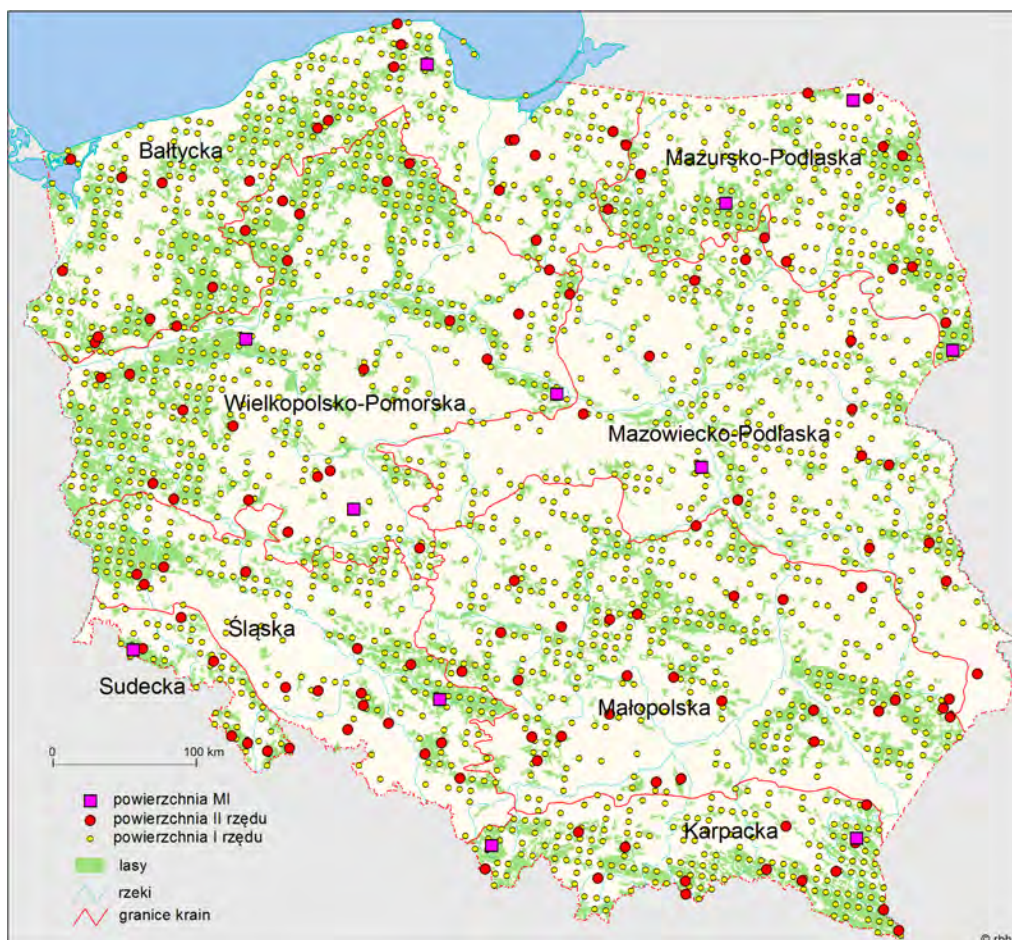 Bałtycka
Mazursko-Podlaska
Wielkopolsko-Pomorska
Mazowiecko-Podlaska
Śląska
Sudecka
Małopolska
Karpacka
0 100 km
powierzchnia MI
powierzchnia II rzędu
powierzchnia I rzędu
lasy
rzeki
granice krain